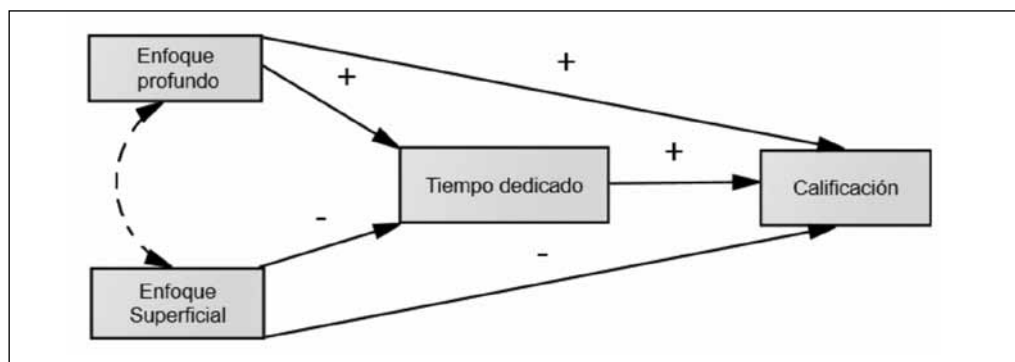 Enfoque
profundo
+
+
Tiempo dedicado
+
Calificación
-
-
Enfoque
Superficial